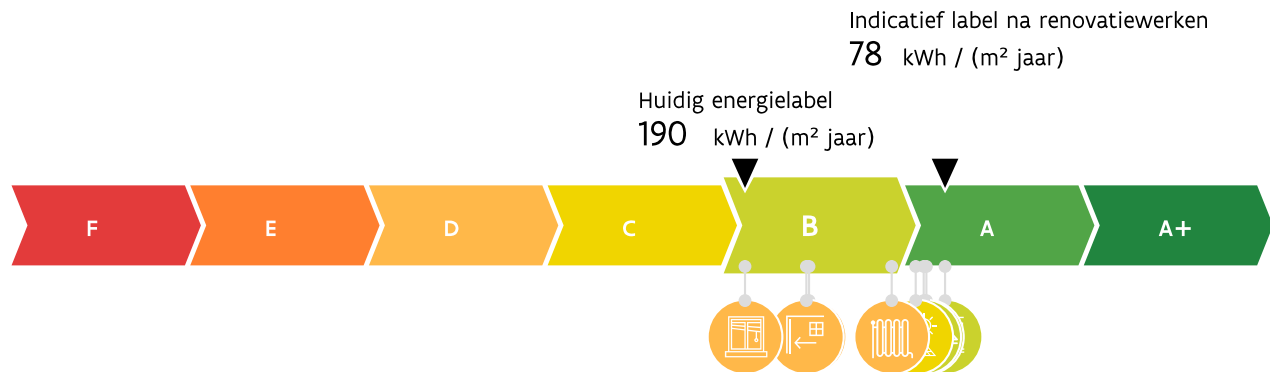 Indicatief label na renovatiewerken
78 kWh / (m² jaar)
Huidig energielabel
190 kWh / (m² jaar)
F E D C B A A+